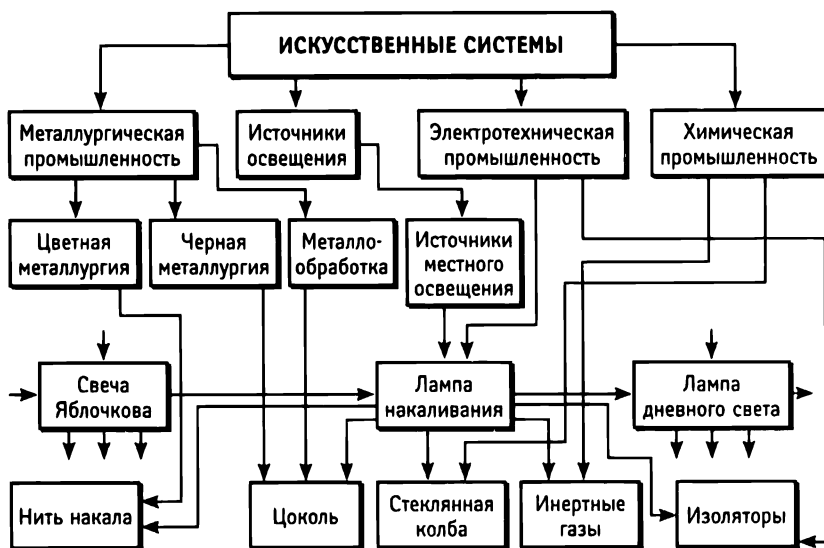 ИСКУССТВЕННЫЕ СИСТЕМЫ
Металлургическая
промышленность
Источники
освещения
Электротехническая
промышленность
Химическая
промышленность
Цветная
металлургия
Черная
металлургия
Металло-
обработка
Источники
местного
освещения
Свеча
Яблочкова
Лампа
накаливания
Лампа
дневного света
Нить накала
Цоколь
Стеклянная
колба
Инертные
газы
Изоляторы